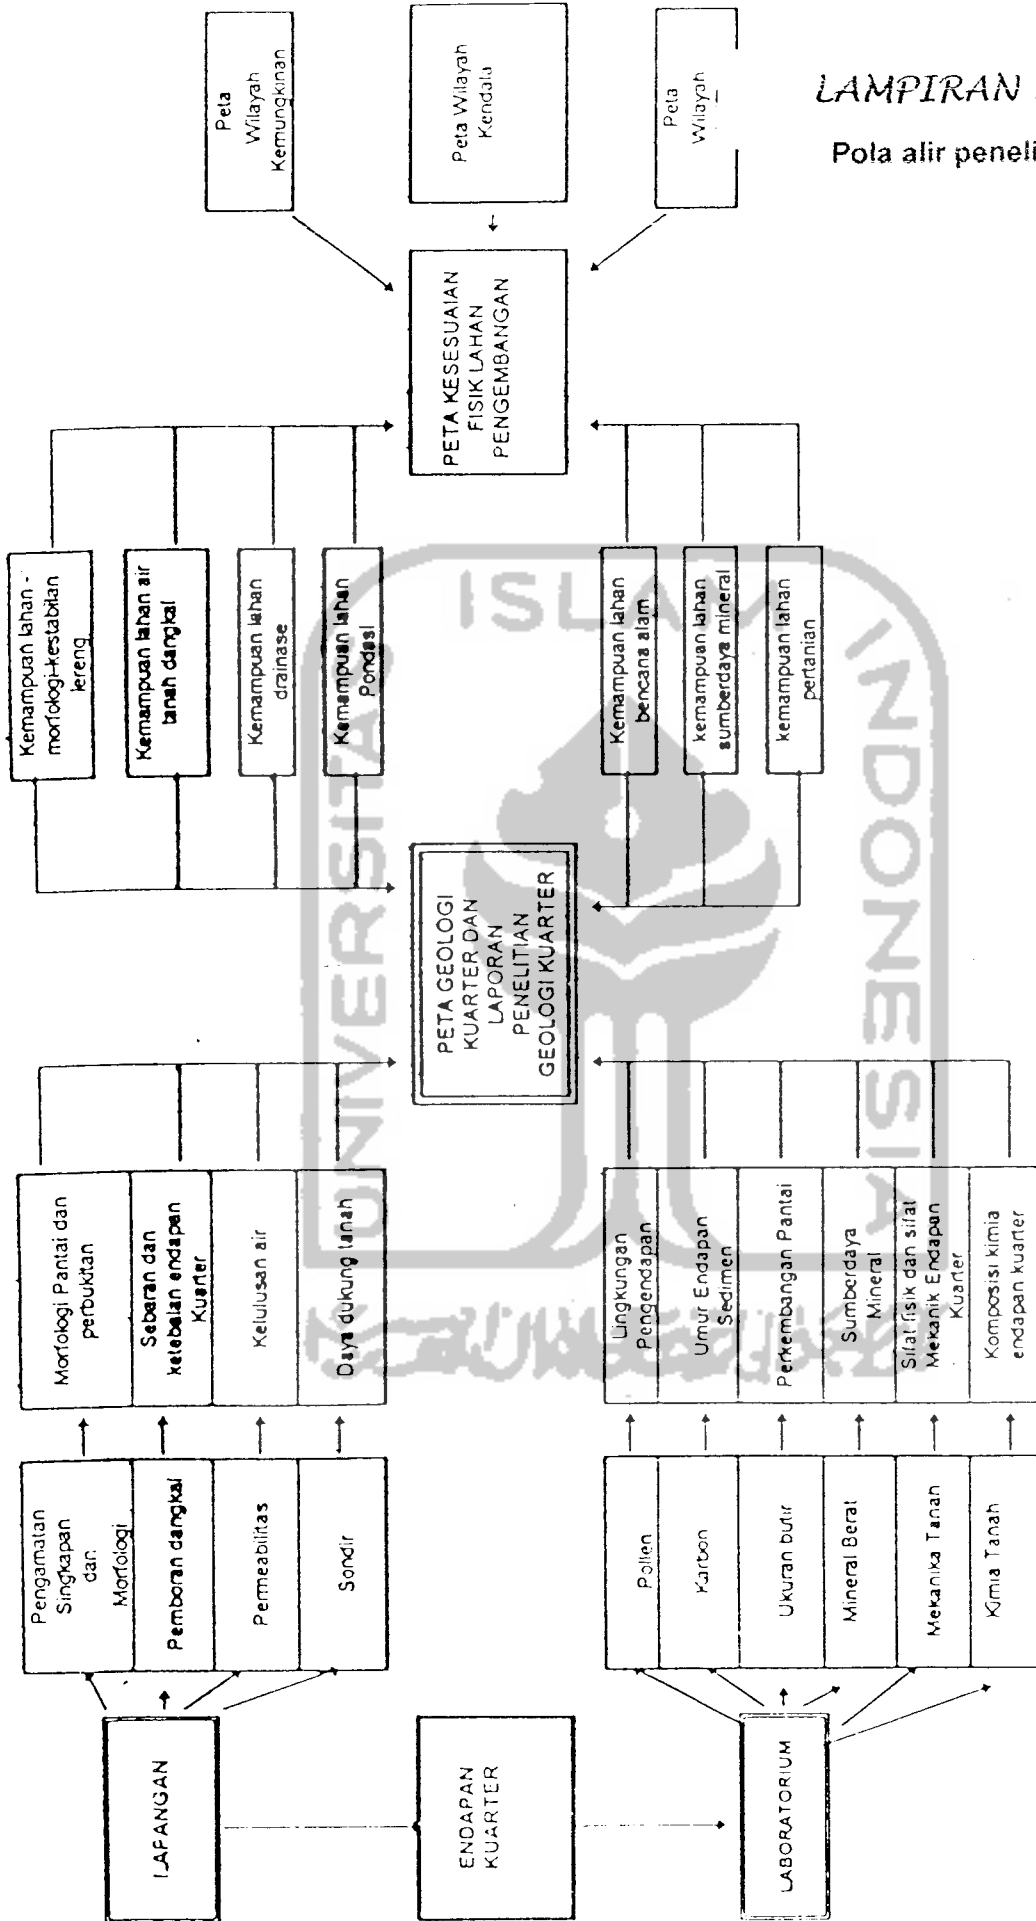 LAMPIRAN
Pola alir peneli
LAPANGAN
ENDAPAN
KUARTER
LABORATORIUM
Pengamatan
Singkapan
dan
Morfologi
Pemboran dangkal
Permeabilitas
Sondir
Pollen
Karbon
Ukuran butir
Mineral Berat
Mekanika Tanah
Kimia Tanah
Morfologi Pantai dan
perbukitan
Sebaran dan
ketebalan endapan
Kuarter
Kelulusan air
Daya dukung tanah
Lingkungan
Pengendapan
Umur Endapan
Sedimen
Perkembangan Pantai
Sumberdaya
Mineral
Sifat fisik dan sifat
Mekanik Endapan
Kuarter
Komposisi kimia
endapan kuarter
PETA GEOLOGI
KUARTER DAN
LAPORAN
PENELITIAN
GEOLOGI KUARTER
Kemampuan lahan -
morfologi-kestabilan
lereng
Kemampuan lahan air
tanah dangkal
Kemampuan lahan
drainase
Kemampuan lahan
Pondasi
Kemampuan lahan
bencana alam
kemampuan lahan
sumberdaya mineral
kemampuan lahan
pertanian
PETA KESESUAIAN
FISIK LAHAN
PENGEMBANGAN
Peta
Wilayah
Kemungkinan
Peta Wilayah
Kendala
Peta
Wilayah
UNIVERSITAS
ISLAM
INDONESIA